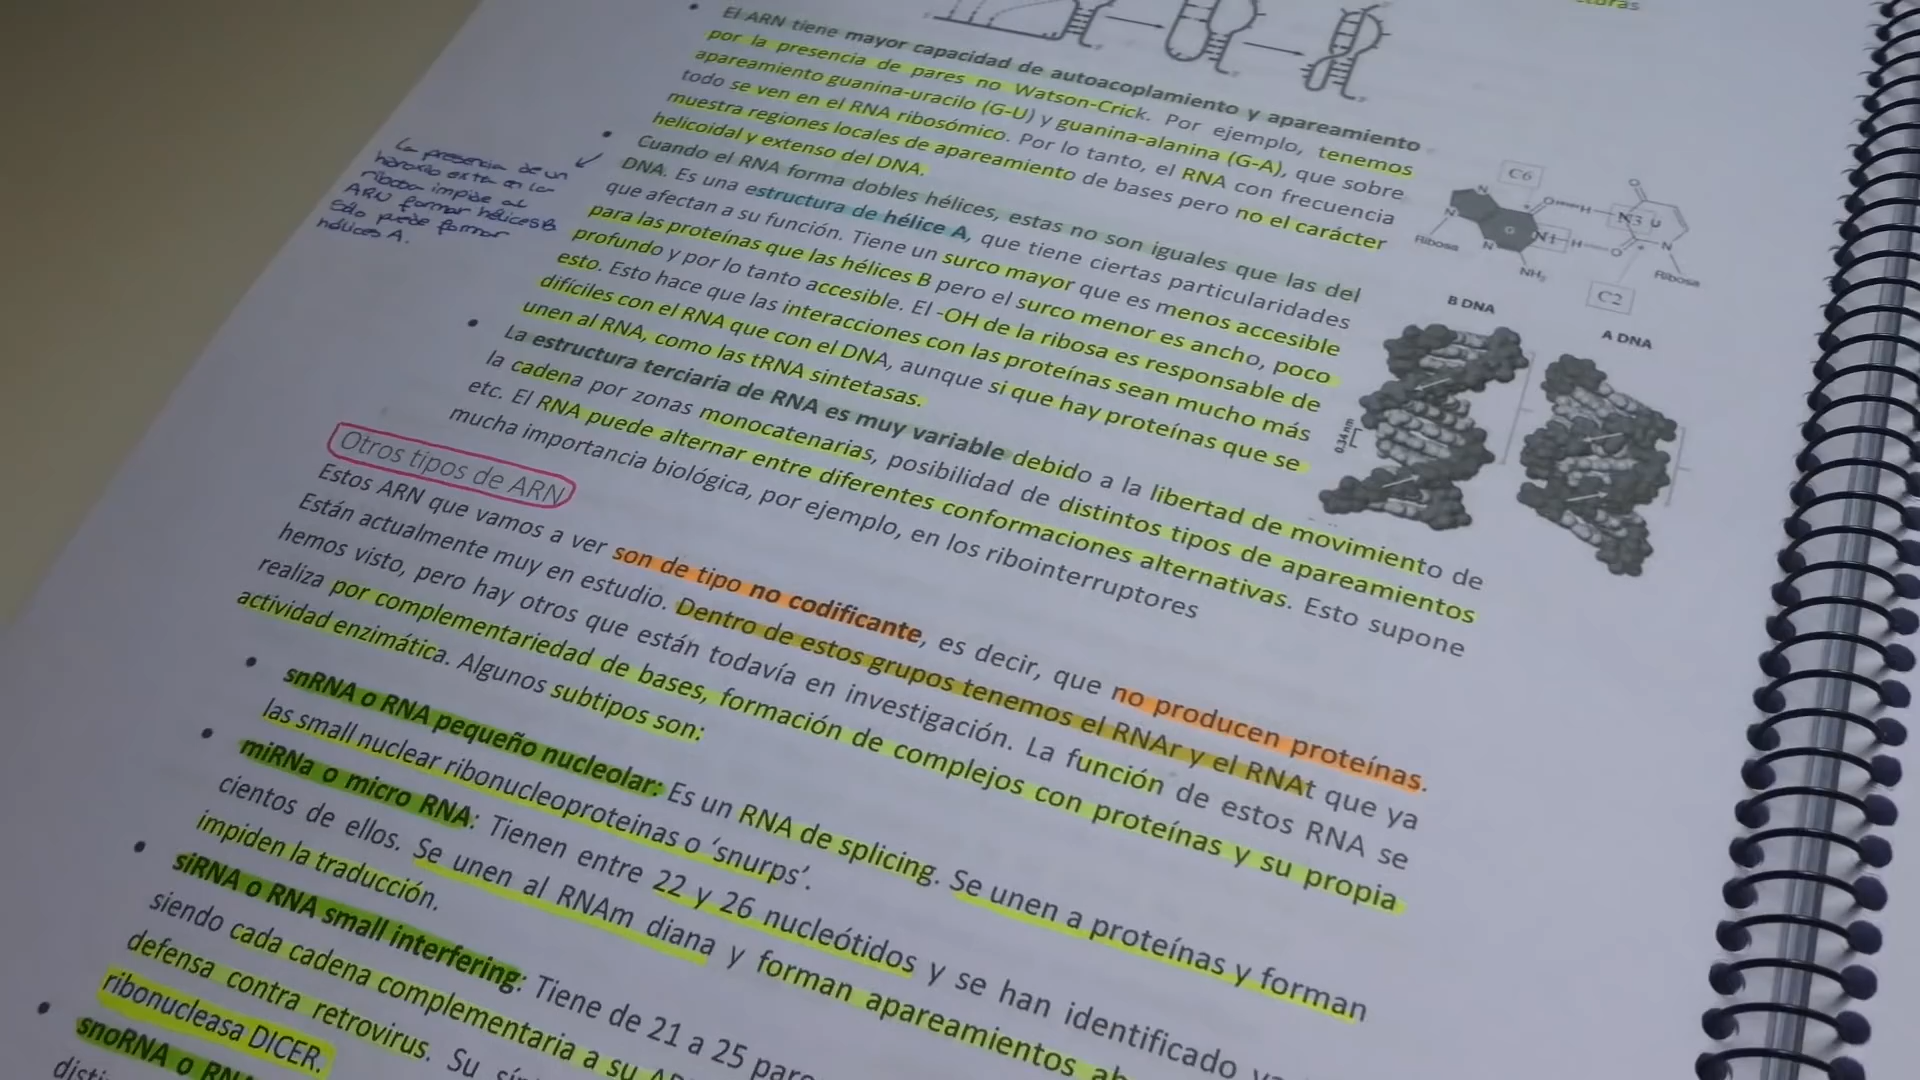 El ARN tiene mayor capacidad de autoacoplamiento y apareamiento
por la presencia de pares no Watson-Crick. Por ejemplo, tenemos
apareamiento guanina-uracilo (G-U) y guanina-alanina (G-A), que sobre
todo se ven en el RNA ribosómico. Por lo tanto, el RNA con frecuencia
muestra regiones locales de apareamiento de bases pero no el carácter
helicoidal y extenso del DNA.
Cuando el RNA forma dobles hélices, estas no son iguales que las del
DNA. Es una estructura de hélice A, que tiene ciertas particularidades
que afectan a su función. Tiene un surco mayor que es menos accesible
para las proteínas que las hélices B pero el surco menor es ancho, poco
profundo y por lo tanto accesible. El -OH de la ribosa es responsable de
esto. Esto hace que las interacciones con las proteínas sean mucho más
difíciles con el RNA que con el DNA, aunque si que hay proteínas que se
unen al RNA, como las tRNA sintetasas.
La estructura terciaria de RNA es muy variable debido a la libertad de movimiento de
la cadena por zonas monocatenarias, posibilidad de distintos tipos de apareamientos
etc. El RNA puede alternar entre diferentes conformaciones alternativas. Esto supone
mucha importancia biológica, por ejemplo, en los ribointerruptores
La presencia de un
hidroxilo extra en la
ribosa impide al
ARN formar hélices B
Sólo puede formar
hélices A.
C6
N
O
H
N3
U
N
G
N1
H
O
N
Ribosa
N
NH2
Ribosa
C2
B DNA
A DNA
0.34 nm
Otros tipos de ARN
Estos ARN que vamos a ver son de tipo no codificante, es decir, que no producen proteínas.
Están actualmente muy en estudio. Dentro de estos grupos tenemos el RNAr y el RNAt que ya
hemos visto, pero hay otros que están todavía en investigación. La función de estos RNA se
realiza por complementariedad de bases, formación de complejos con proteínas y su propia
actividad enzimática. Algunos subtipos son:
snRNA o RNA pequeño nucleolar: Es un RNA de splicing. Se unen a proteínas y forman
las small nuclear ribonucleoproteinas o ‘snurps’.
miRNa o micro RNA: Tienen entre 22 y 26 nucleótidos y se han identificado
cientos de ellos. Se unen al RNAm diana y forman apareamientos
impiden la traducción.
siRNA o RNA small interfering: Tiene de 21 a 25
siendo cada cadena complementaria a su
defensa contra retrovirus. Su
ribonucleasa DICER.
snoRNA o